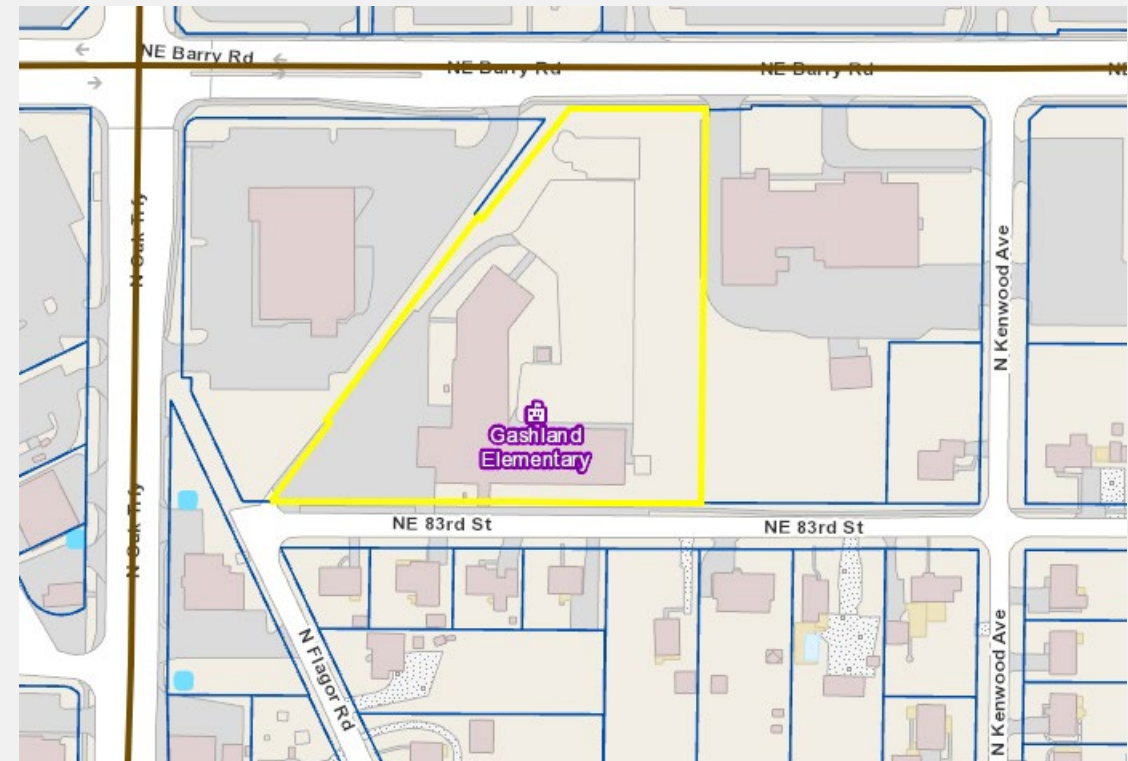 NE Barry Rd
NE Barry Rd
NE Barry Rd
NE
N Oak Trfy
N Kenwood Ave
Gashland
Elementary
N Oak Trfy
NE 83rd St
NE 83rd St
N Flagor Rd
N Kenwood Ave